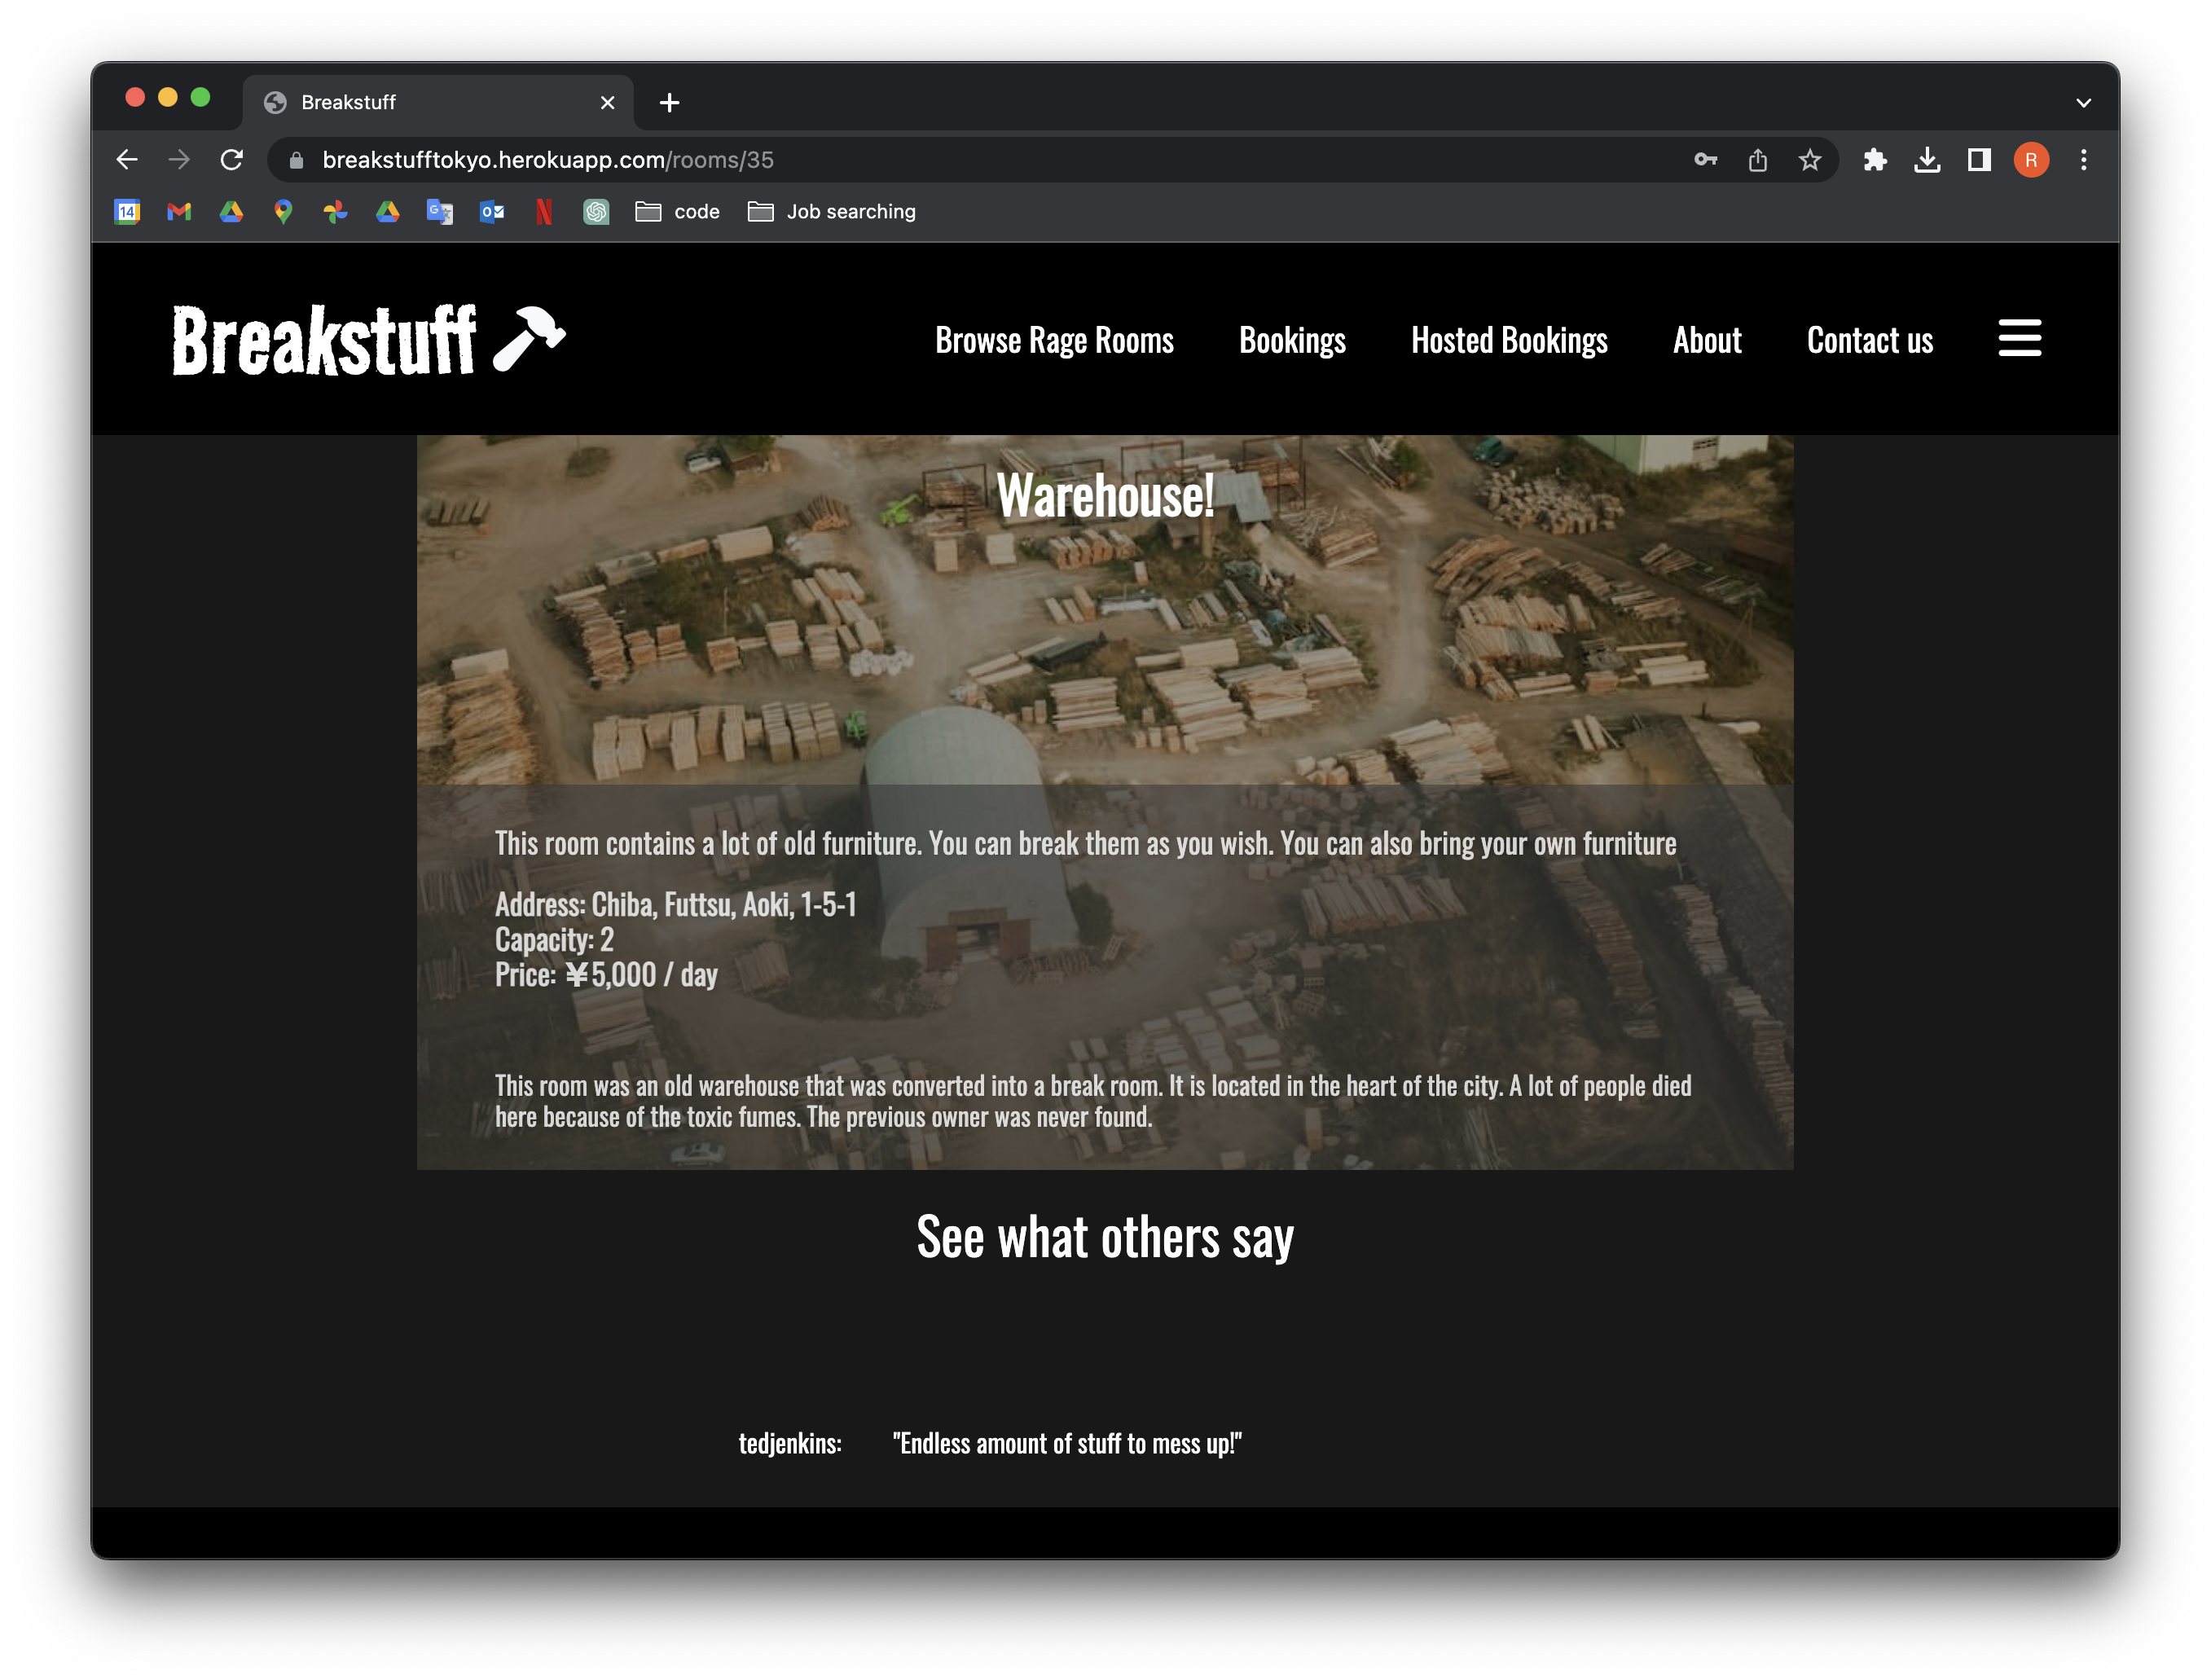 Breakstuff
breakstufftokyo.herokuapp.com/rooms/35
R
14
code
Job searching
Breakstuff
Browse Rage Rooms
Bookings
Hosted Bookings
About
Contact us
Warehouse!
This room contains a lot of old furniture. You can break them as you wish. You can also bring your own furniture
Address: Chiba, Futtsu, Aoki, 1-5-1
Capacity: 2
Price: ¥5,000 / day
This room was an old warehouse that was converted into a break room. It is located in the heart of the city. A lot of people died
here because of the toxic fumes. The previous owner was never found.
See what others say
tedjenkins: "Endless amount of stuff to mess up!"